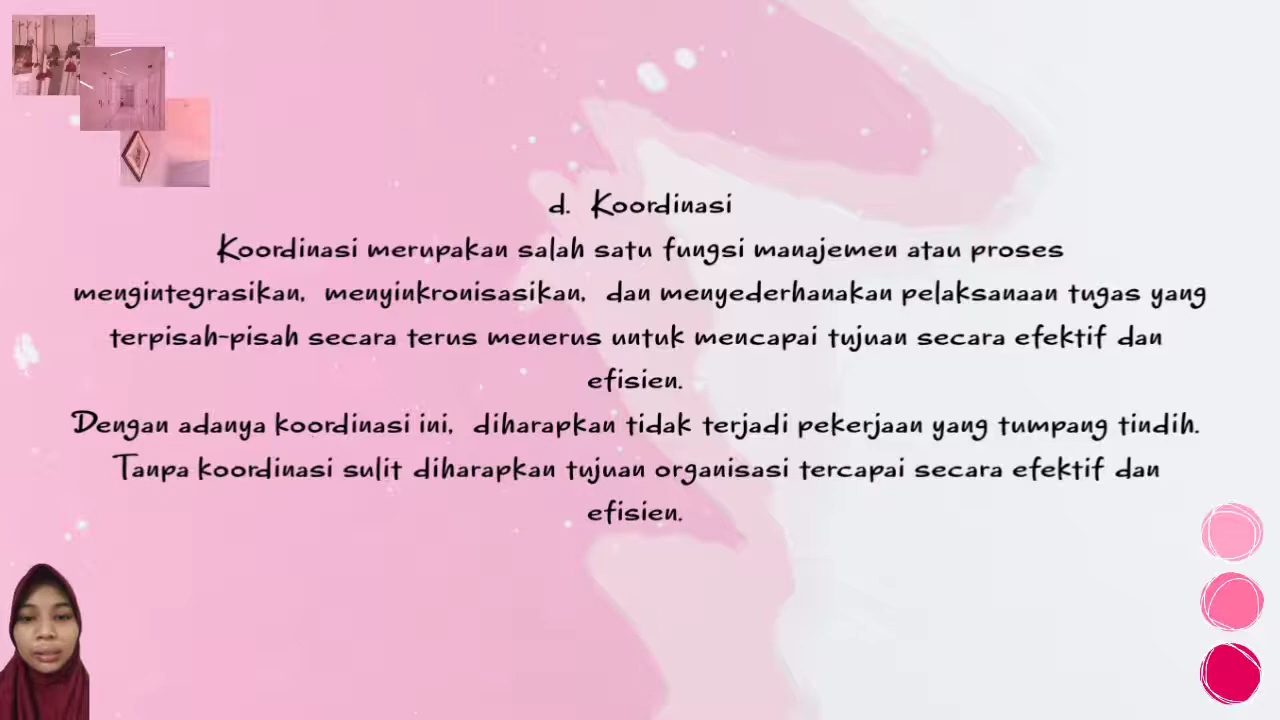 d. Koordinasi
Koordinasi merupakan salah satu fungsi manajemen atau proses
mengintegrasikan, menyinkronisasikan, dan menyederhanakan pelaksanaan tugas yang
terpisah-pisah secara terus menerus untuk mencapai tujuan secara efektif dan
efisien.
Dengan adanya koordinasi ini, diharapkan tidak terjadi pekerjaan yang tumpang tindih.
Tanpa koordinasi sulit diharapkan tujuan organisasi tercapai secara efektif dan
efisien.